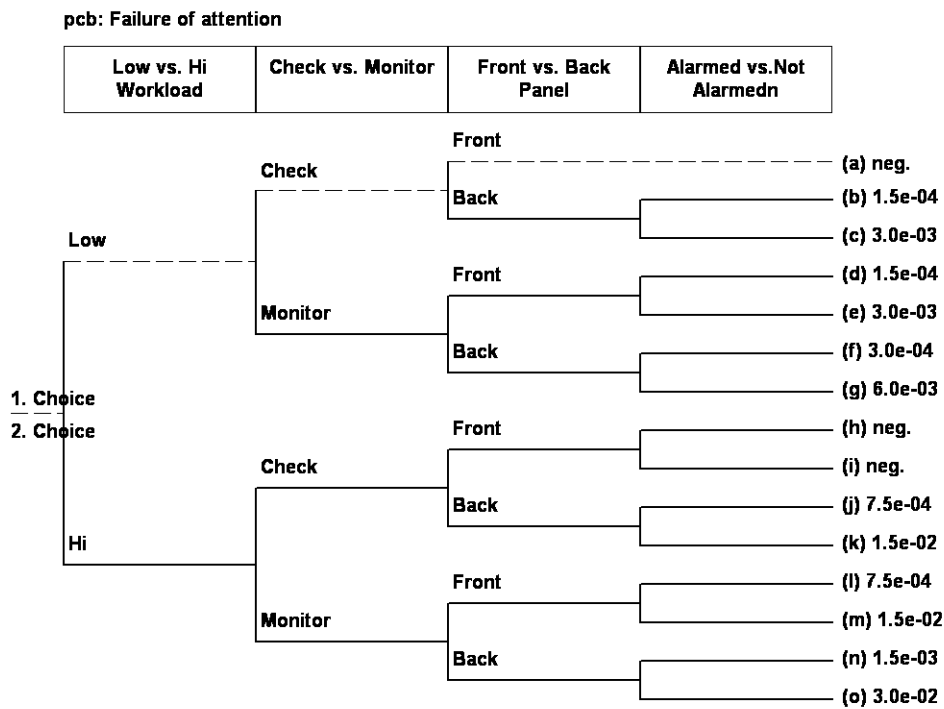 pcb: Failure of attention
Low vs. Hi
Workload
Check vs. Monitor
Front vs. Back
Panel
Alarmed vs.Not
Alarmedn
Front
(a) neg.
Check
Back
(b) 1.5e-04
(c) 3.0e-03
Low
Front
(d) 1.5e-04
(e) 3.0e-03
Monitor
Back
(f) 3.0e-04
(g) 6.0e-03
1. Choice
2. Choice
Front
(h) neg.
(i) neg.
Check
Back
(j) 7.5e-04
(k) 1.5e-02
Hi
Front
(l) 7.5e-04
(m) 1.5e-02
Monitor
Back
(n) 1.5e-03
(o) 3.0e-02